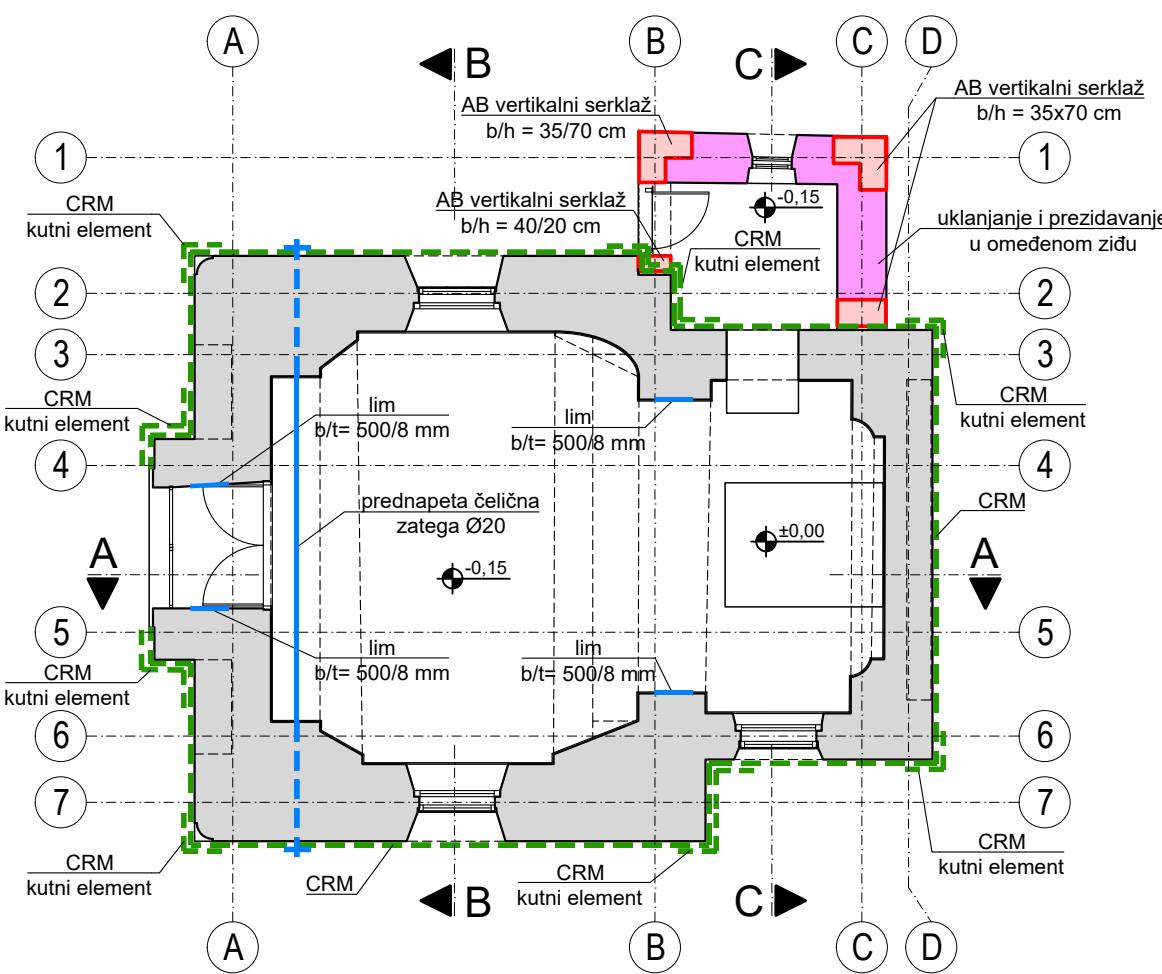 A
B
C
D
B
C
AB vertikalni serklaž
b/h = 35/70 cm
AB vertikalni serklaž
b/h = 35x70 cm
1
1
CRM
kutni element
AB vertikalni serklaž
b/h = 40/20 cm
-0,15
CRM
kutni element
uklanjanje i prezidavanje
u omeđenom ziđu
2
2
3
3
CRM
kutni element
lim
b/t= 500/8 mm
lim
b/t= 500/8 mm
CRM
kutni element
4
4
prednapeta čelična
zatega Ø20
CRM
A
-0,15
±0,00
A
5
5
lim
b/t= 500/8 mm
lim
b/t= 500/8 mm
CRM
kutni element
6
6
7
7
CRM
kutni element
CRM
CRM
kutni element
CRM
kutni element
B
C
A
B
C
D